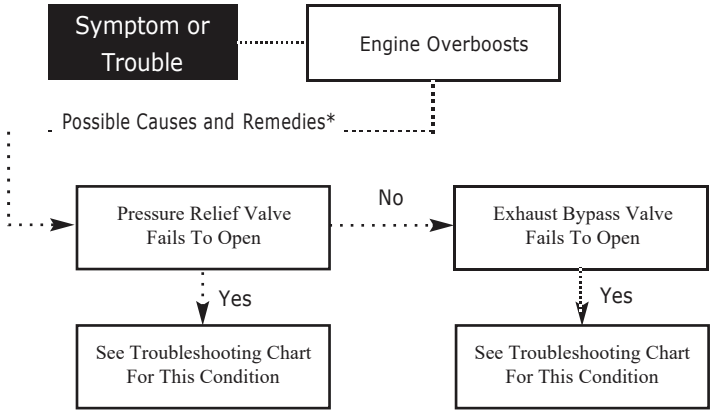 Symptom or
Trouble
Engine Overboosts
Possible Causes and Remedies*
Pressure Relief Valve
Fails To Open
No
Exhaust Bypass Valve
Fails To Open
Yes
Yes
See Troubleshooting Chart
For This Condition
See Troubleshooting Chart
For This Condition